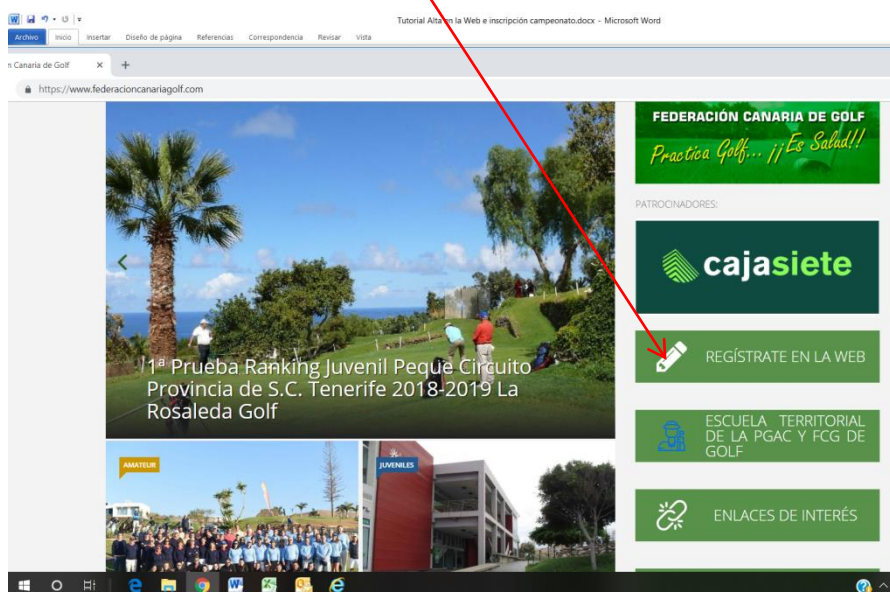 Tutorial Alta en la Web e inscripción campeonato.docx - Microsoft Word
Archivo Inicio Insertar Diseño de página Referencias Correspondencia Revisar Vista
n Canaria de Golf
https://www.federacioncanariagolf.com
FEDERACIÓN CANARIA DE GOLF
Practica Golf... ¡¡Es Salud!!
PATROCINADORES:
cajasiete
1ª Prueba Ranking Juvenil Peque Circuito
Provincia de S.C. Tenerife 2018-2019 La
Rosaleda Golf
REGÍSTRATE EN LA WEB
ESCUELA TERRITORIAL
DE LA PGAC Y FCG DE
GOLF
AMATEUR
JUVENILES
ENLACES DE INTERÉS